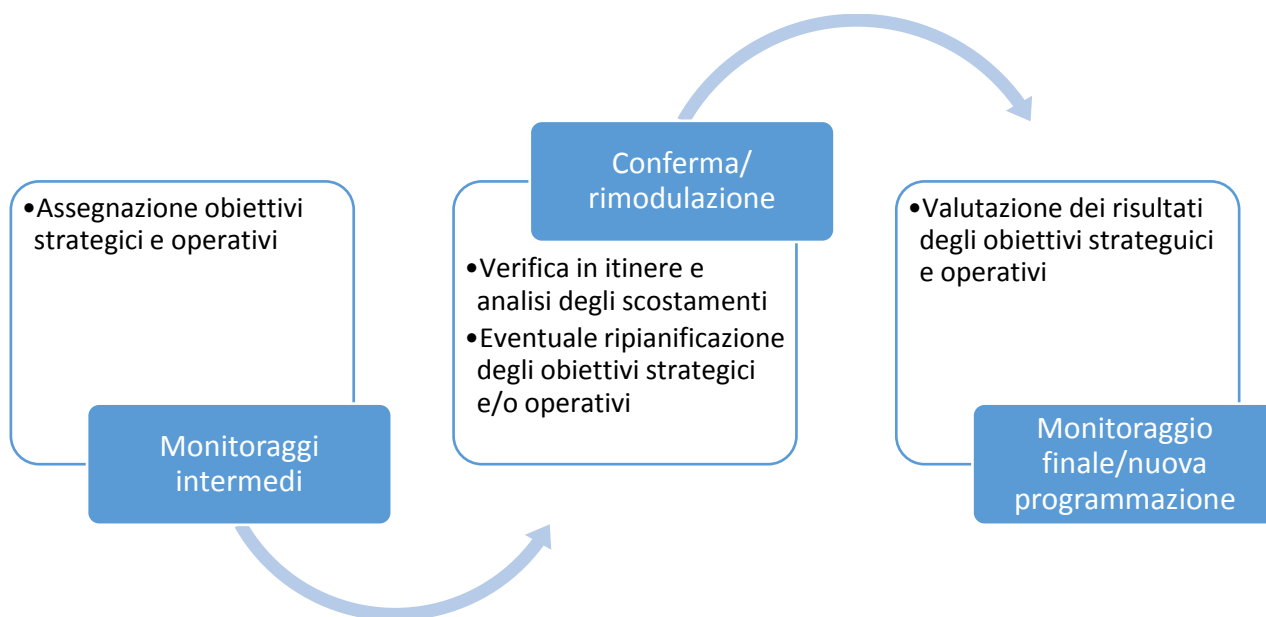 •Assegnazione obiettivi
strategici e operativi
Monitoraggi
intermedi
Conferma/
rimodulazione
•Verifica in itinere e
analisi degli scostamenti
•Eventuale ripianificazione
degli obiettivi strategici
e/o operativi
•Valutazione dei risultati
degli obiettivi strateguici
e operativi
Monitoraggio
finale/nuova
programmazione